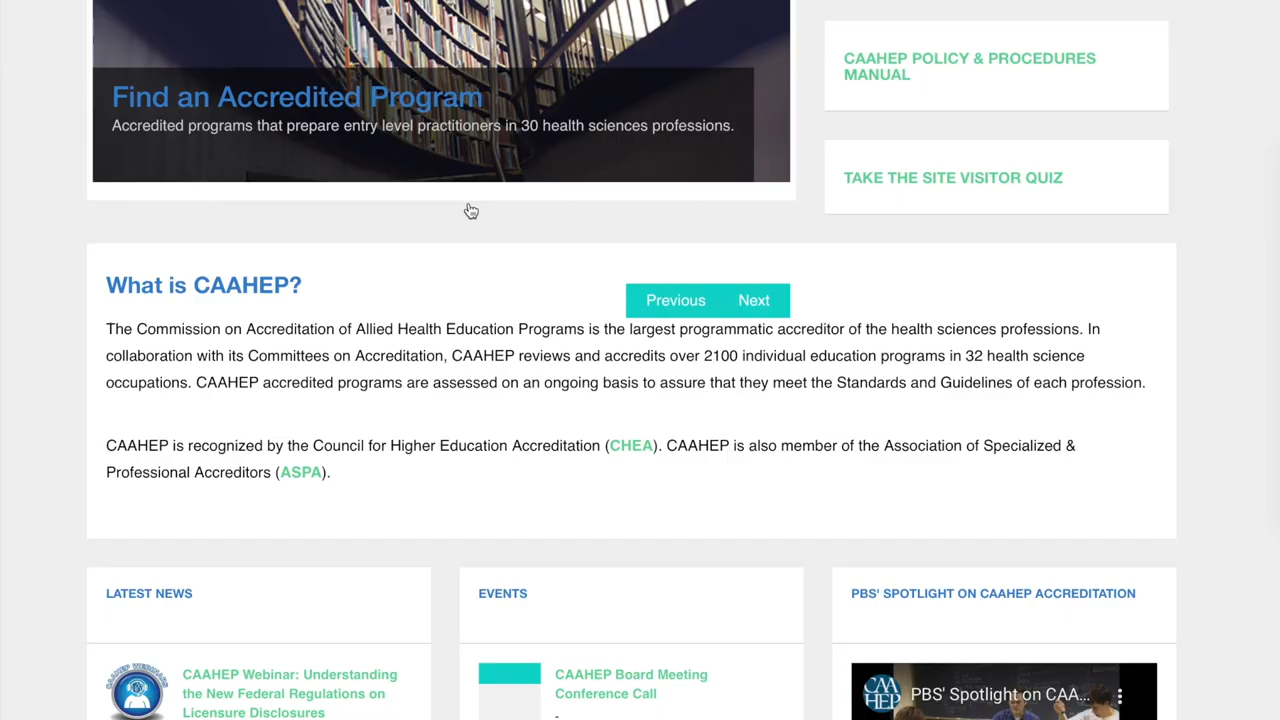 Find an Accredited Program
Accredited programs that prepare entry level practitioners in 30 health sciences professions.
CAAHEP POLICY & PROCEDURES
MANUAL
TAKE THE SITE VISITOR QUIZ
What is CAAHEP?
Previous Next
The Commission on Accreditation of Allied Health Education Programs is the largest programmatic accreditor of the health sciences professions. In
collaboration with its Committees on Accreditation, CAAHEP reviews and accredits over 2100 individual education programs in 32 health science
occupations. CAAHEP accredited programs are assessed on an ongoing basis to assure that they meet the Standards and Guidelines of each profession.
CAAHEP is recognized by the Council for Higher Education Accreditation (CHEA). CAAHEP is also member of the Association of Specialized &
Professional Accreditors (ASPA).
LATEST NEWS
CAAHEP WEBINARS
CAAHEP Webinar: Understanding
the New Federal Regulations on
Licensure Disclosures
EVENTS
CAAHEP Board Meeting
Conference Call
-
PBS' SPOTLIGHT ON CAAHEP ACCREDITATION
CAA
HEP
PBS' Spotlight on CAA...